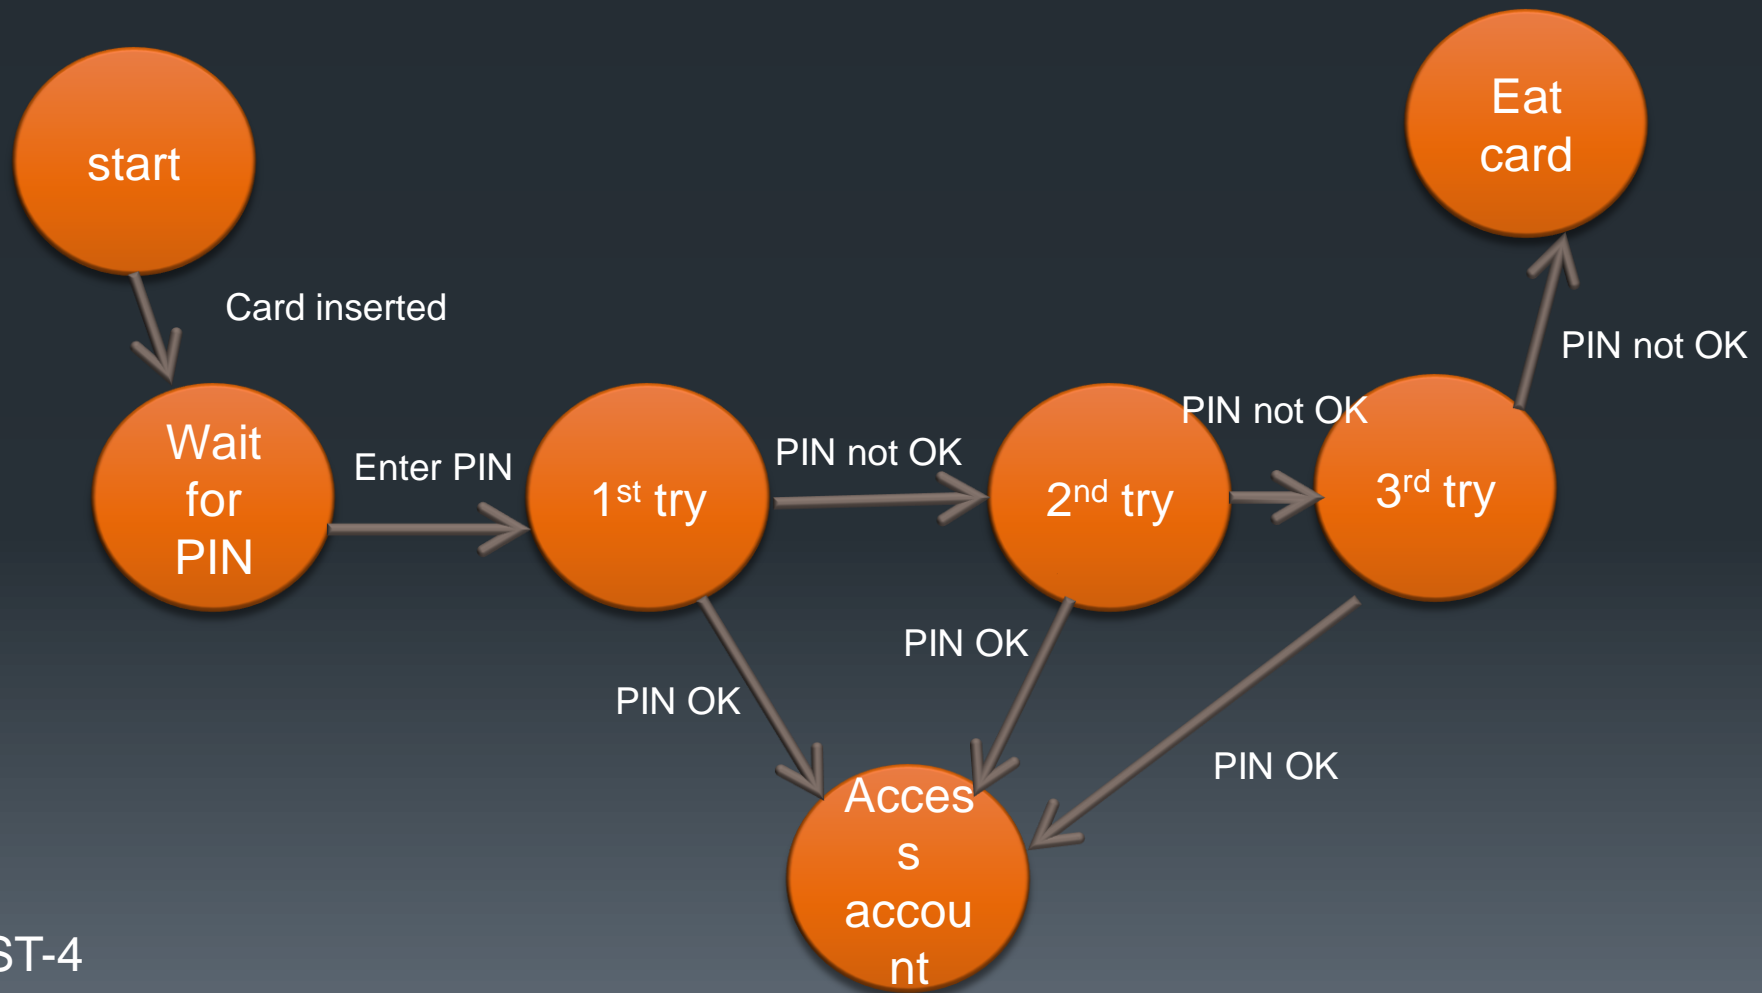 start
Eat
card
Card inserted
PIN not OK
Wait
for
PIN
Enter PIN
1st try
PIN not OK
2nd try
PIN not OK
3rd try
PIN OK
PIN OK
PIN OK
Acces
s
accou
nt
ST-4